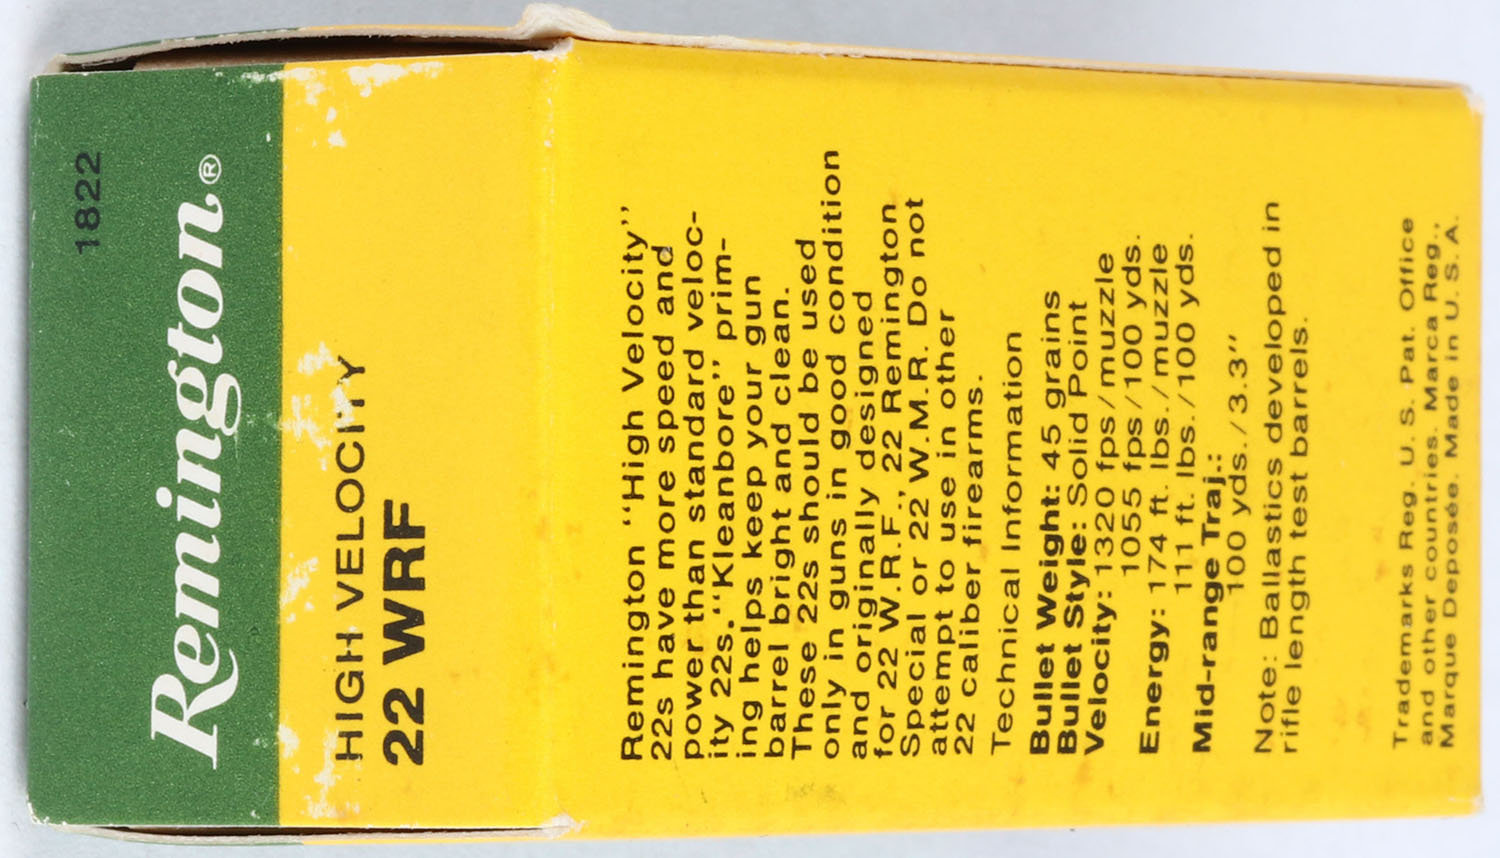 1822
Remington®
HIGH VELOCITY
22 WRF
Remington "High Velocity"
22s have more speed and
power than standard veloc-
ity 22s. "Kleanbore" prim-
ing helps keep your gun
barrel bright and clean.
These 22s should be used
only in guns in good condition
and originally designed
for 22 W.R.F., 22 Remington
Special or 22 W.M.R. Do not
attempt to use in other
22 caliber firearms.
Technical Information
Bullet Weight: 45 grains
Bullet Style: Solid Point
Velocity: 1320 fps/muzzle
1055 fps/100 yds.
Energy: 174 ft. lbs./muzzle
111 ft. lbs./100 yds.
Mid-range Traj.:
100 yds./3.3"
Note: Ballastics developed in
rifle length test barrels.
Trademarks Reg. U.S. Pat. Office
and other countries. Marca Reg.,
Marque Deposée. Made in U.S.A.